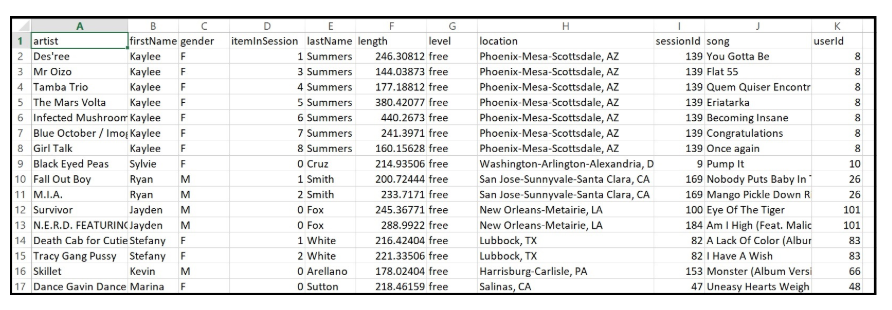 A B C D E F G H I J K
1 artist firstName gender itemInSession lastName length level location sessionId song userId
2 Des'ree Kaylee F 1 Summers 246.30812 free Phoenix-Mesa-Scottsdale, AZ 139 You Gotta Be 8
3 Mr Oizo Kaylee F 3 Summers 144.03873 free Phoenix-Mesa-Scottsdale, AZ 139 Flat 55 8
4 Tamba Trio Kaylee F 4 Summers 177.18812 free Phoenix-Mesa-Scottsdale, AZ 139 Quem Quiser Encontr 8
5 The Mars Volta Kaylee F 5 Summers 380.42077 free Phoenix-Mesa-Scottsdale, AZ 139 Eriatarka 8
6 Infected Mushroom Kaylee F 6 Summers 440.2673 free Phoenix-Mesa-Scottsdale, AZ 139 Becoming Insane 8
7 Blue October / Imog Kaylee F 7 Summers 241.3971 free Phoenix-Mesa-Scottsdale, AZ 139 Congratulations 8
8 Girl Talk Kaylee F 8 Summers 160.15628 free Phoenix-Mesa-Scottsdale, AZ 139 Once again 8
9 Black Eyed Peas Sylvie F 0 Cruz 214.93506 free Washington-Arlington-Alexandria, D 9 Pump It 10
10 Fall Out Boy Ryan M 1 Smith 200.72444 free San Jose-Sunnyvale-Santa Clara, CA 169 Nobody Puts Baby In 26
11 M.I.A. Ryan M 2 Smith 233.7171 free San Jose-Sunnyvale-Santa Clara, CA 169 Mango Pickle Down R 26
12 Survivor Jayden M 0 Fox 245.36771 free New Orleans-Metairie, LA 100 Eye Of The Tiger 101
13 N.E.R.D. FEATURING Jayden M 0 Fox 288.9922 free New Orleans-Metairie, LA 184 Am I High (Feat. Malic 101
14 Death Cab for Cutie Stefany F 1 White 216.42404 free Lubbock, TX 82 A Lack Of Color (Albur 83
15 Tracy Gang Pussy Stefany F 2 White 221.33506 free Lubbock, TX 82 I Have A Wish 83
16 Skillet Kevin M 0 Arellano 178.02404 free Harrisburg-Carlisle, PA 153 Monster (Album Versi 66
17 Dance Gavin Dance Marina F 0 Sutton 218.46159 free Salinas, CA 47 Uneasy Hearts Weigh 48